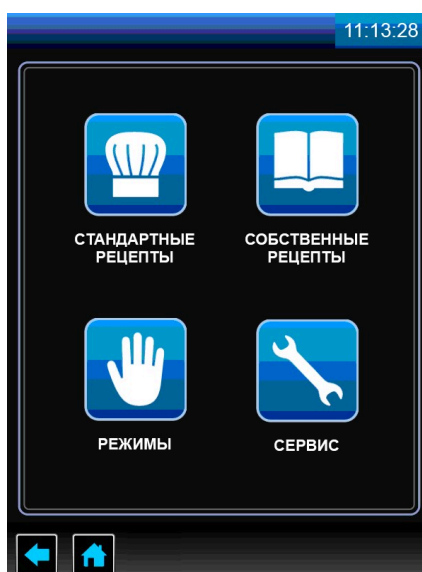 11:13:28
СТАНДАРТНЫЕ
РЕЦЕПТЫ
СОБСТВЕННЫЕ
РЕЦЕПТЫ
РЕЖИМЫ
СЕРВИС